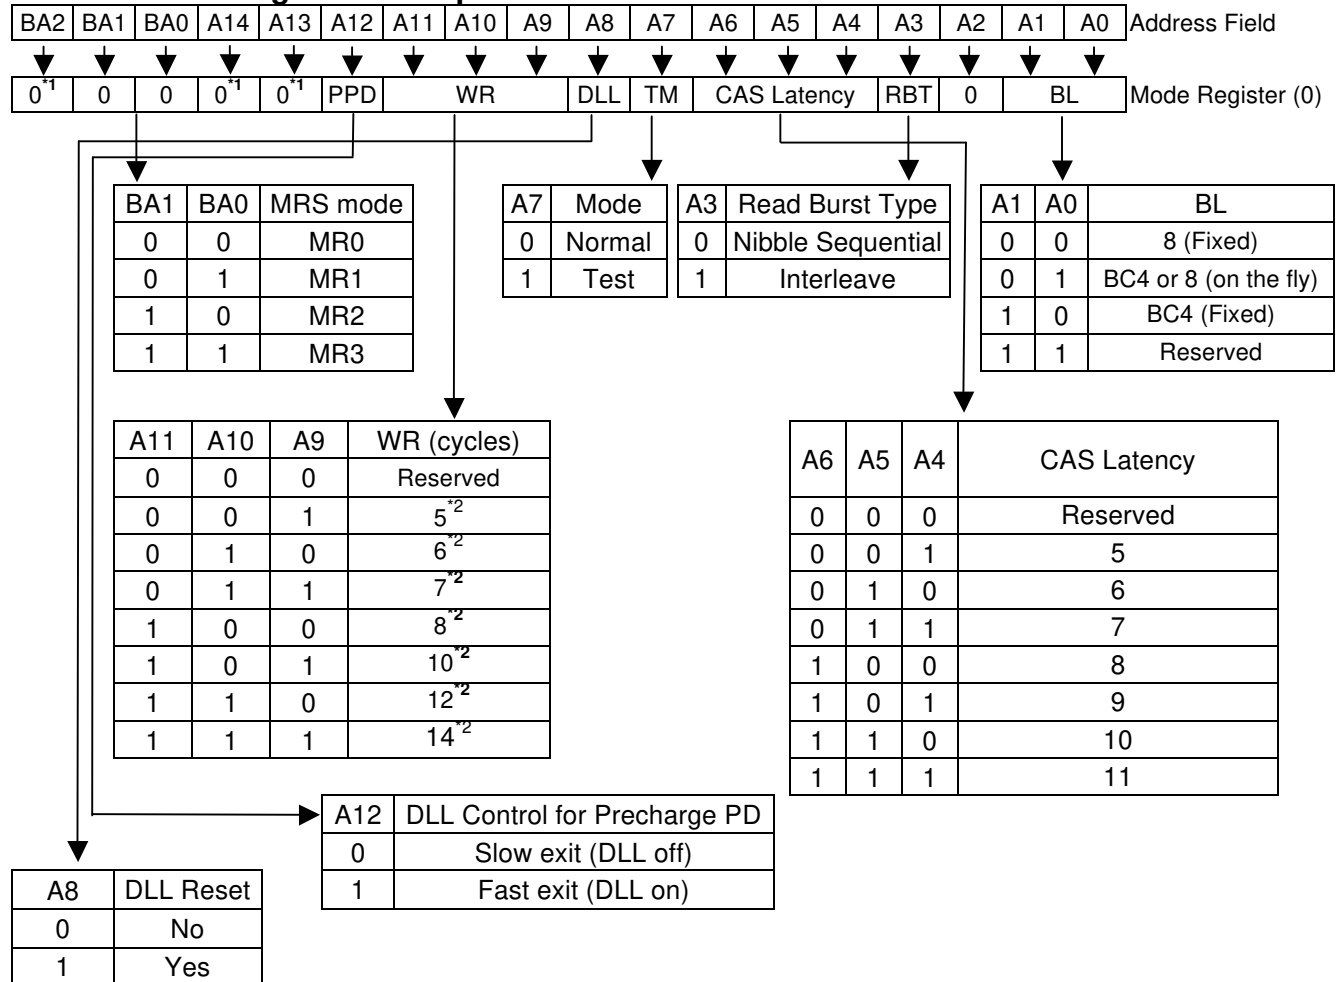 BA2 BA1 BA0 A14 A13 A12 A11 A10 A9 A8 A7 A6 A5 A4 A3 A2 A1 A0 Address Field
0*1 0 0 0*1 0*1 PPD WR DLL TM CAS Latency RBT 0 BL Mode Register (0)
BA1 BA0 MRS mode
0 0 MR0
0 1 MR1
1 0 MR2
1 1 MR3
A7 Mode
0 Normal
1 Test
A3 Read Burst Type
0 Nibble Sequential
1 Interleave
A1 A0 BL
0 0 8 (Fixed)
0 1 BC4 or 8 (on the fly)
1 0 BC4 (Fixed)
1 1 Reserved
A11 A10 A9 WR (cycles)
0 0 0 Reserved
0 0 1 5*2
0 1 0 6*2
0 1 1 7*2
1 0 0 8*2
1 0 1 10*2
1 1 0 12*2
1 1 1 14*2
A6 A5 A4 CAS Latency
0 0 0 Reserved
0 0 1 5
0 1 0 6
0 1 1 7
1 0 0 8
1 0 1 9
1 1 0 10
1 1 1 11
A12 DLL Control for Precharge PD
0 Slow exit (DLL off)
1 Fast exit (DLL on)
A8 DLL Reset
0 No
1 Yes